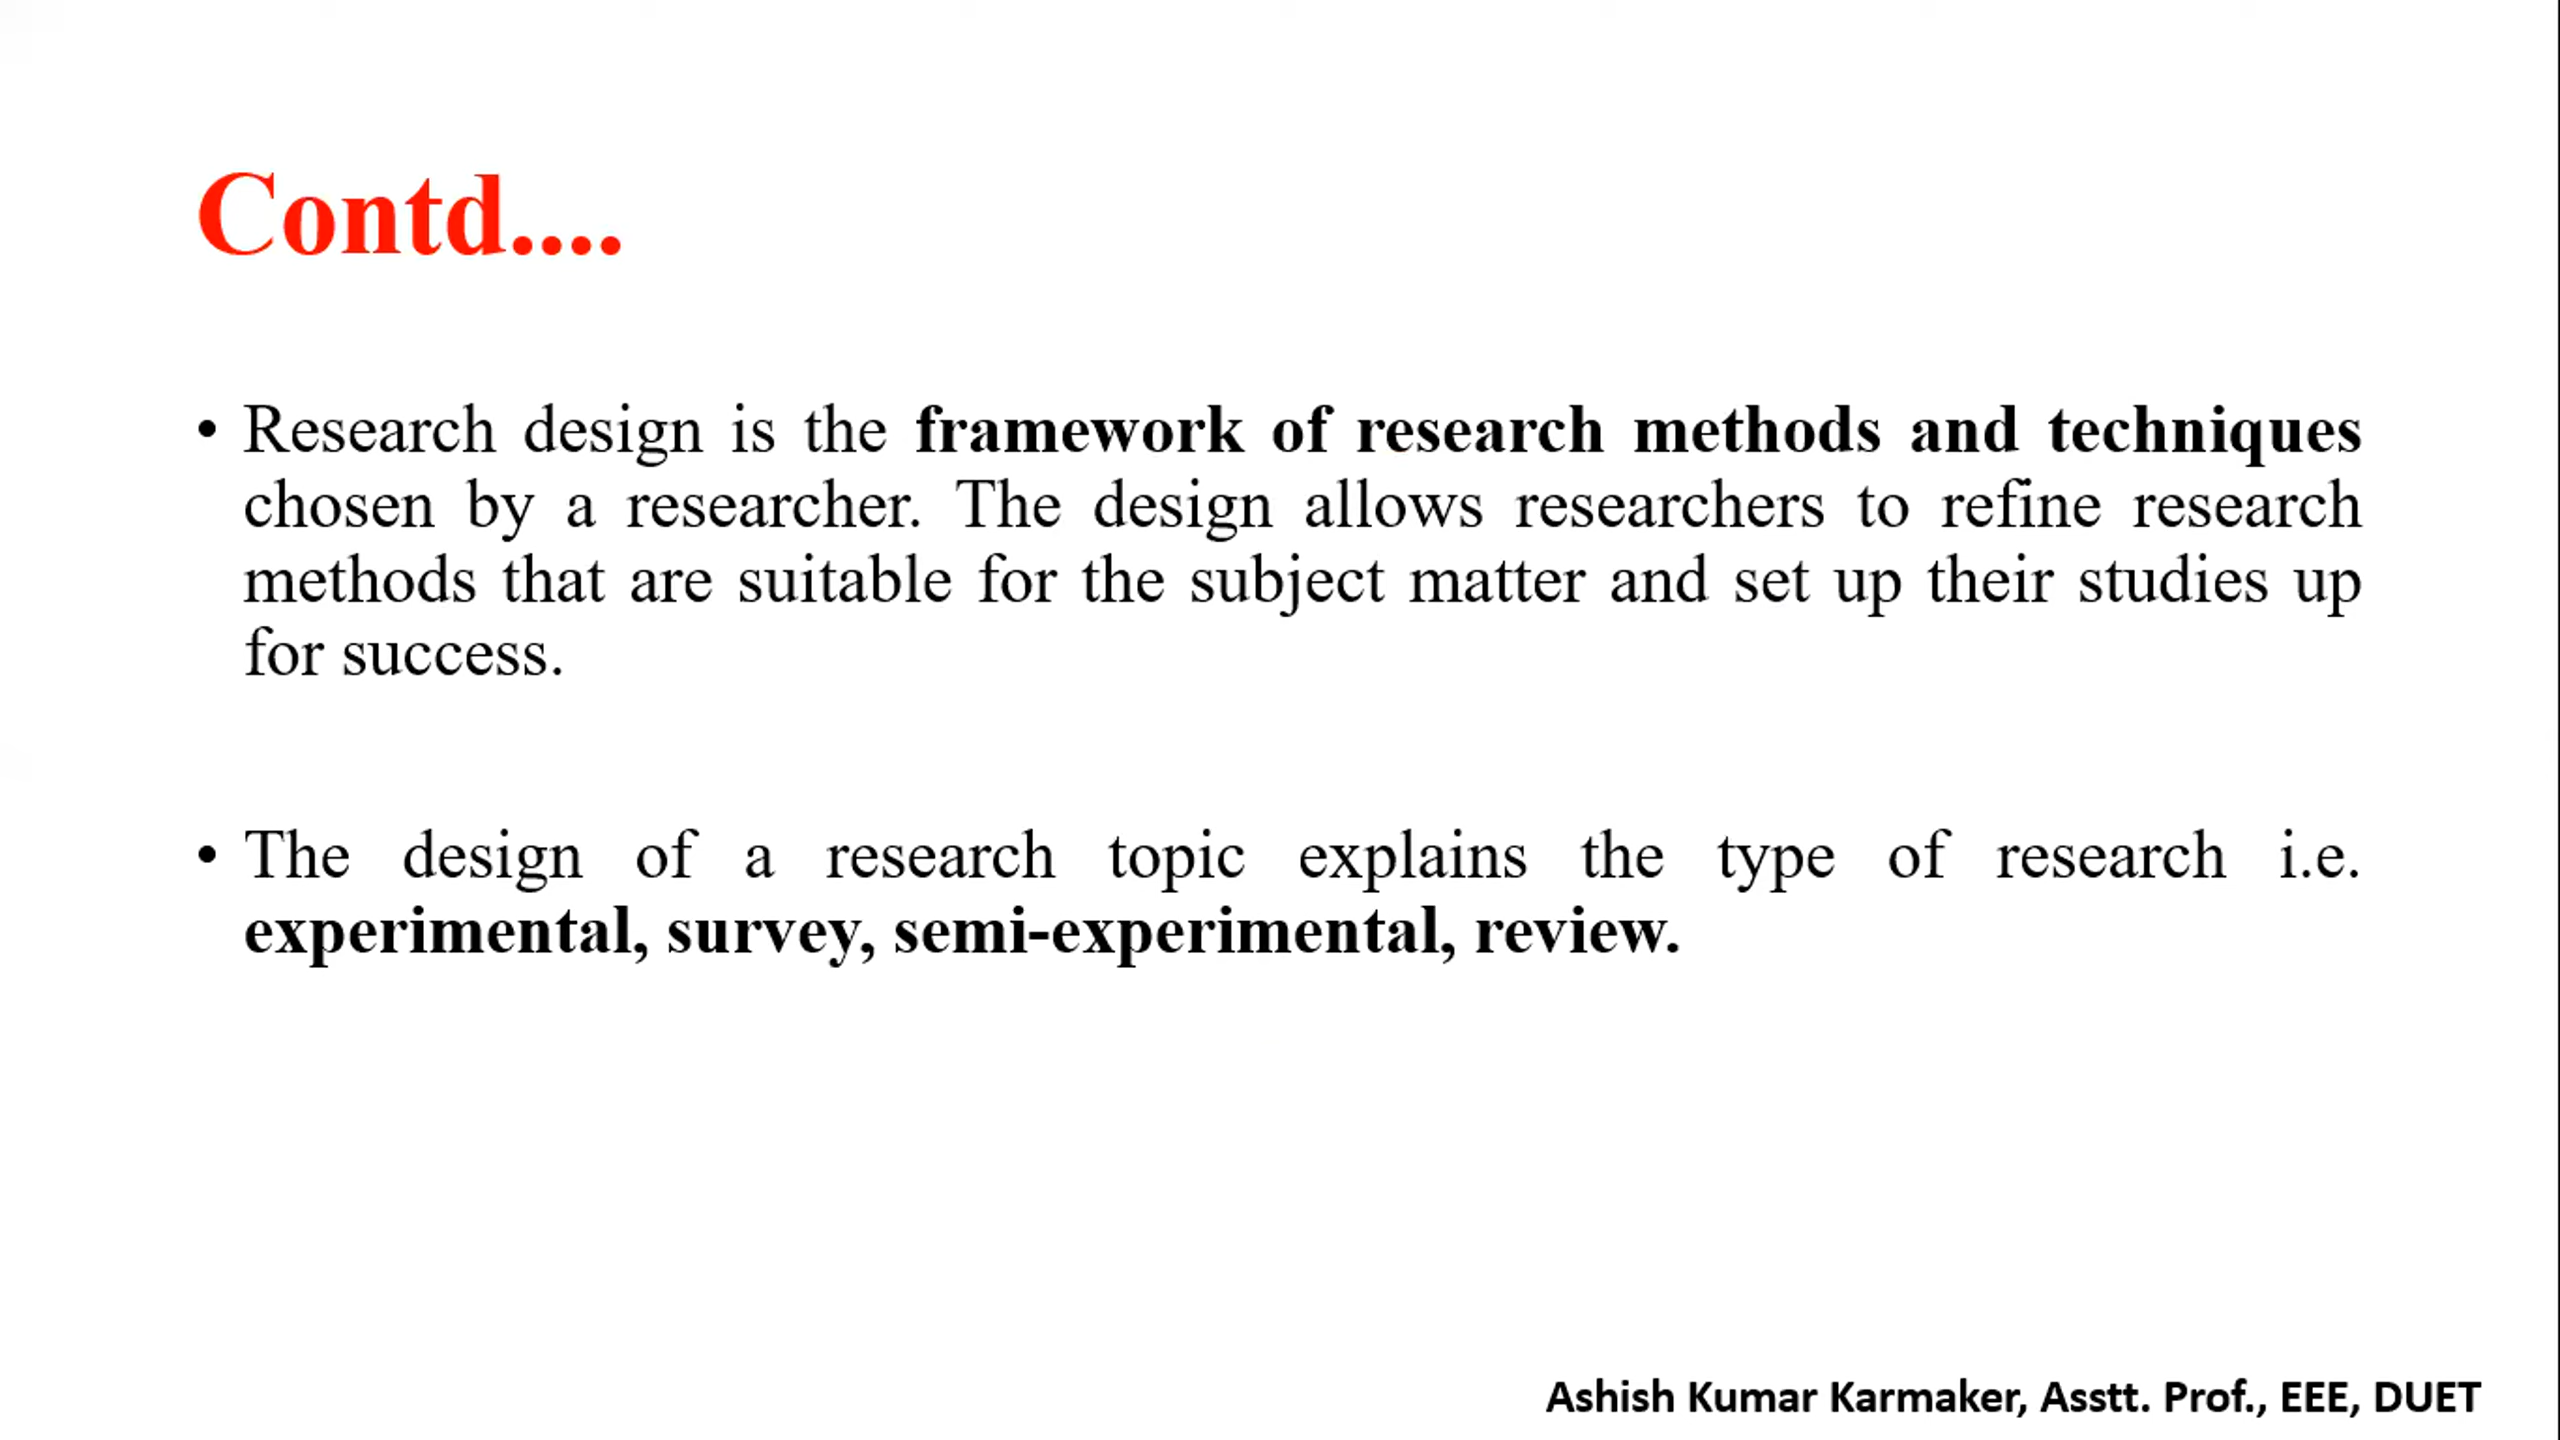 Contd....
• Research design is the framework of research methods and techniques
chosen by a researcher. The design allows researchers to refine research
methods that are suitable for the subject matter and set up their studies up
for success.
• The design of a research topic explains the type of research i.e.
experimental, survey, semi-experimental, review.
Ashish Kumar Karmaker, Asstt. Prof., EEE, DUET